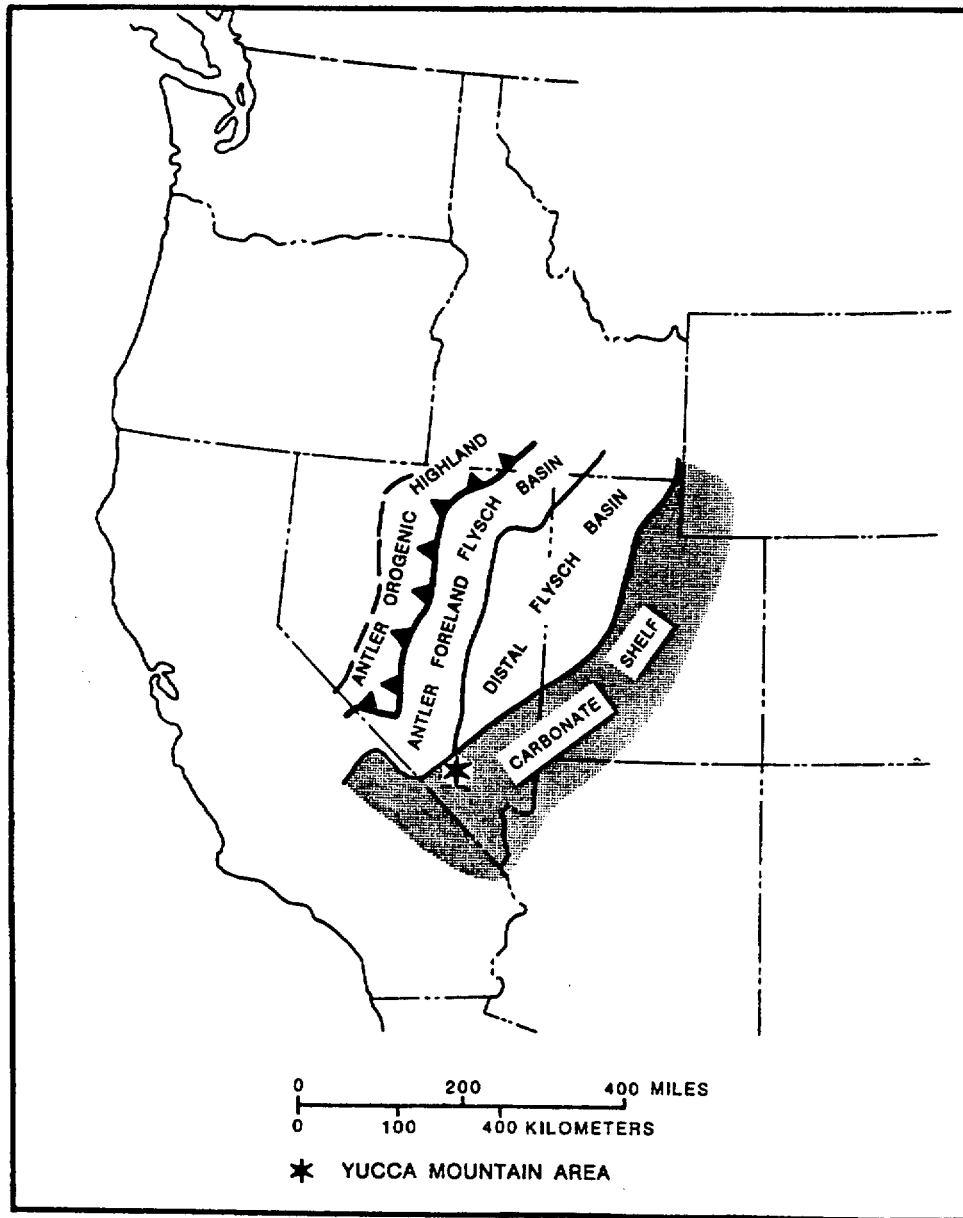 ANTLER OROGENIC HIGHLAND
ANTLER FORELAND FLYSCH BASIN
DISTAL FLYSCH BASIN
CARBONATE SHELF
0 200 400 MILES
0 100 400 KILOMETERS
YUCCA MOUNTAIN AREA